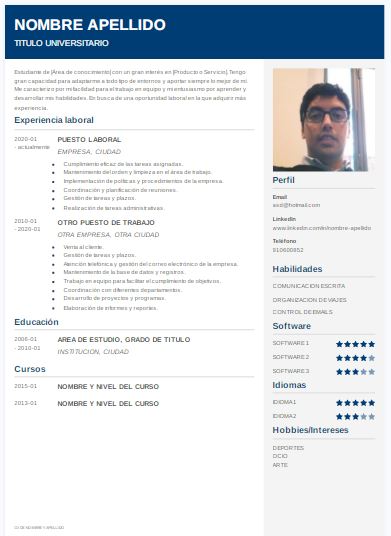 NOMBRE APELLIDO
TITULO UNIVERSITARIO
Estudiante de [Area de conocimiento] con un gran interés en [Producto o Servicio]. Tengo
gran capacidad para adaptarme a todo tipo de entornos y aportar siempre lo mejor de mi.
Me caracterizo por mi facilidad para el trabajo en equipo y mi entusiasmo por aprender y
desarrollar mis habilidades. En busca de una oportunidad laboral en la que adquirir más
experiencia.
Experiencia laboral
2020-01
- actualmente
PUESTO LABORAL
EMPRESA, CIUDAD
Cumplimiento eficaz de las tareas asignadas.
Mantenimiento del orden y limpieza en el área de trabajo.
Implementación de políticas y procedimientos de la empresa.
Coordinación y planificación de reuniones.
Gestión de tareas y plazos.
Realización de tareas administrativas.
2010-01
- 2020-01
OTRO PUESTO DE TRABAJO
OTRA EMPRESA, OTRA CIUDAD
Venta al cliente.
Gestión de tareas y plazos.
Atención telefónica y gestión del correo electrónico de la empresa.
Mantenimiento de la base de datos y registros.
Trabajo en equipo para facilitar el cumplimiento de objetivos.
Coordinación con diferentes departamentos.
Desarrollo de proyectos y programas.
Elaboración de informes y reportes.
Educación
2006-01
- 2010-01
AREA DE ESTUDIO, GRADO DE TITULO
INSTITUCION, CIUDAD
Cursos
2015-01
NOMBRE Y NIVEL DEL CURSO
2013-01
NOMBRE Y NIVEL DEL CURSO
Perfil
Email
asd@hotmail.com
LinkedIn
www.linkedin.com/in/nombre-apellido
Teléfono
910600852
Habilidades
COMUNICACION ESCRITA
ORGANIZACION DE VIAJES
CONTROL DE EMAILS
Software
SOFTWARE 1
SOFTWARE 2
SOFTWARE 3
Idiomas
IDIOMA1
IDIOMA2
Hobbies/Intereses
DEPORTES
OCIO
ARTE